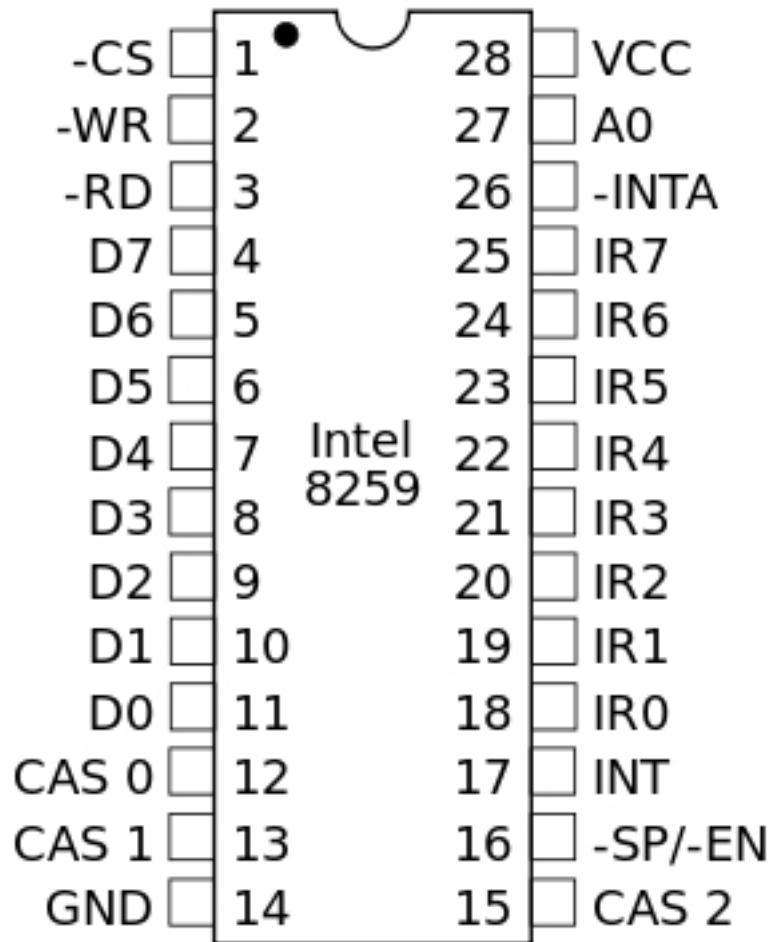 -CS 1 28 VCC
-WR 2 27 A0
-RD 3 26 -INTA
D7 4 25 IR7
D6 5 24 IR6
D5 6 23 IR5
Intel
D4 7 22 IR4
8259
D3 8 21 IR3
D2 9 20 IR2
D1 10 19 IR1
D0 11 18 IR0
CAS 0 12 17 INT
CAS 1 13 16 -SP/-EN
GND 14 15 CAS 2